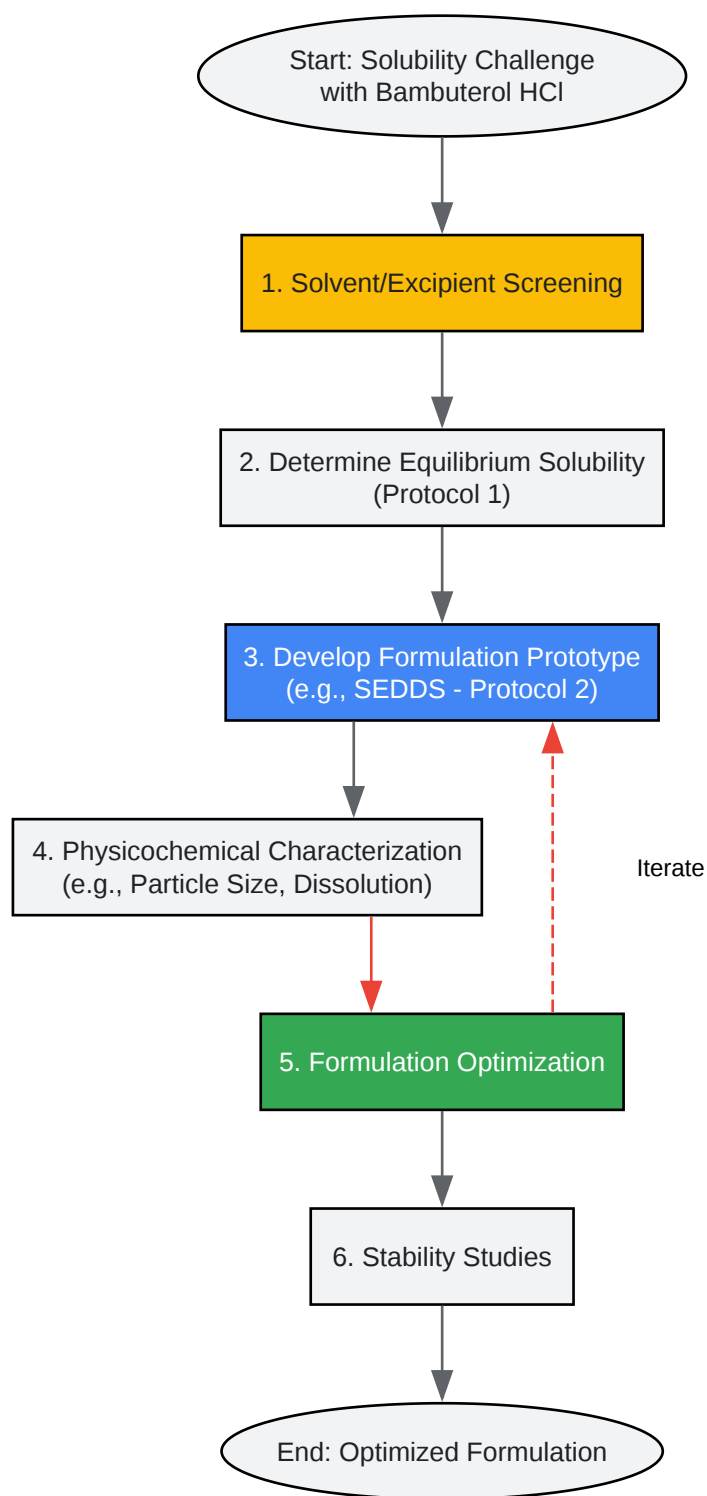 Start: Solubility Challenge
with Bambuterol HCl
1. Solvent/Excipient Screening
2. Determine Equilibrium Solubility
(Protocol 1)
3. Develop Formulation Prototype
(e.g., SEDDS - Protocol 2)
4. Physicochemical Characterization
(e.g., Particle Size, Dissolution)
Iterate
5. Formulation Optimization
6. Stability Studies
End: Optimized Formulation